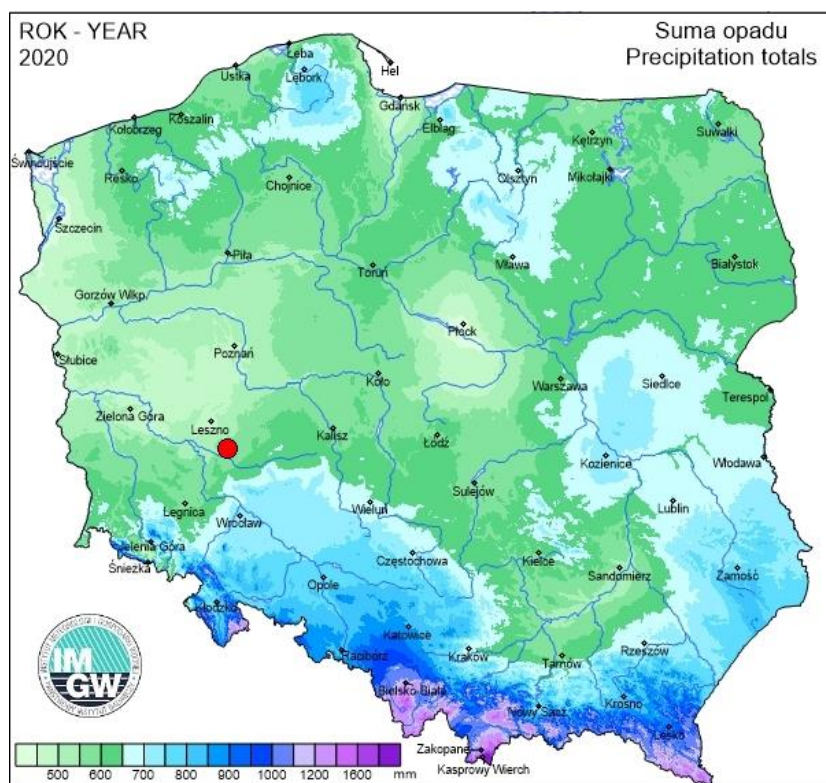 ROK - YEAR
2020
Suma opadu
Precipitation totals
Łeba
Ustka
Lębork
Hel
Gdańsk
Kołobrzeg
Koszalin
Elbląg
Kętrzyn
Suwałki
Świnoujście
Resko
Chojnice
Olsztyn
Mikołajki
Szczecin
Piła
Toruń
Mława
Białystok
Gorzów Wlkp.
Płock
Słubice
Poznań
Koło
Warszawa
Siedlce
Terespol
Zielona Góra
Leszno
Kalisz
Łódź
Kozienice
Włodawa
Legnica
Wrocław
Wieluń
Sulejów
Lublin
Jelenia Góra
Śnieżka
Opole
Częstochowa
Kielce
Sandomierz
Zamość
Kłodzko
Katowice
Racibórz
Kraków
Tarnów
Rzeszów
Bielsko-Biała
Nowy Sącz
Krosno
Lesko
Zakopane
Kasprowy Wierch
IM
GW
500 600 700 800 900 1000 1200 1600 mm